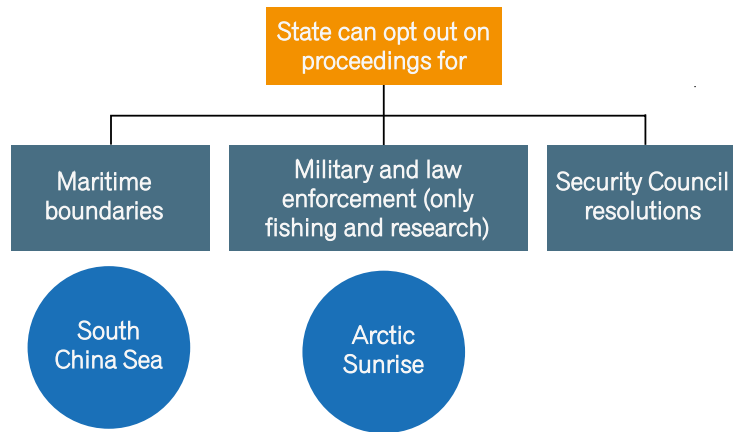 State can opt out on
proceedings for
Maritime
boundaries
Military and law
enforcement (only
fishing and research)
Security Council
resolutions
South
China Sea
Arctic
Sunrise